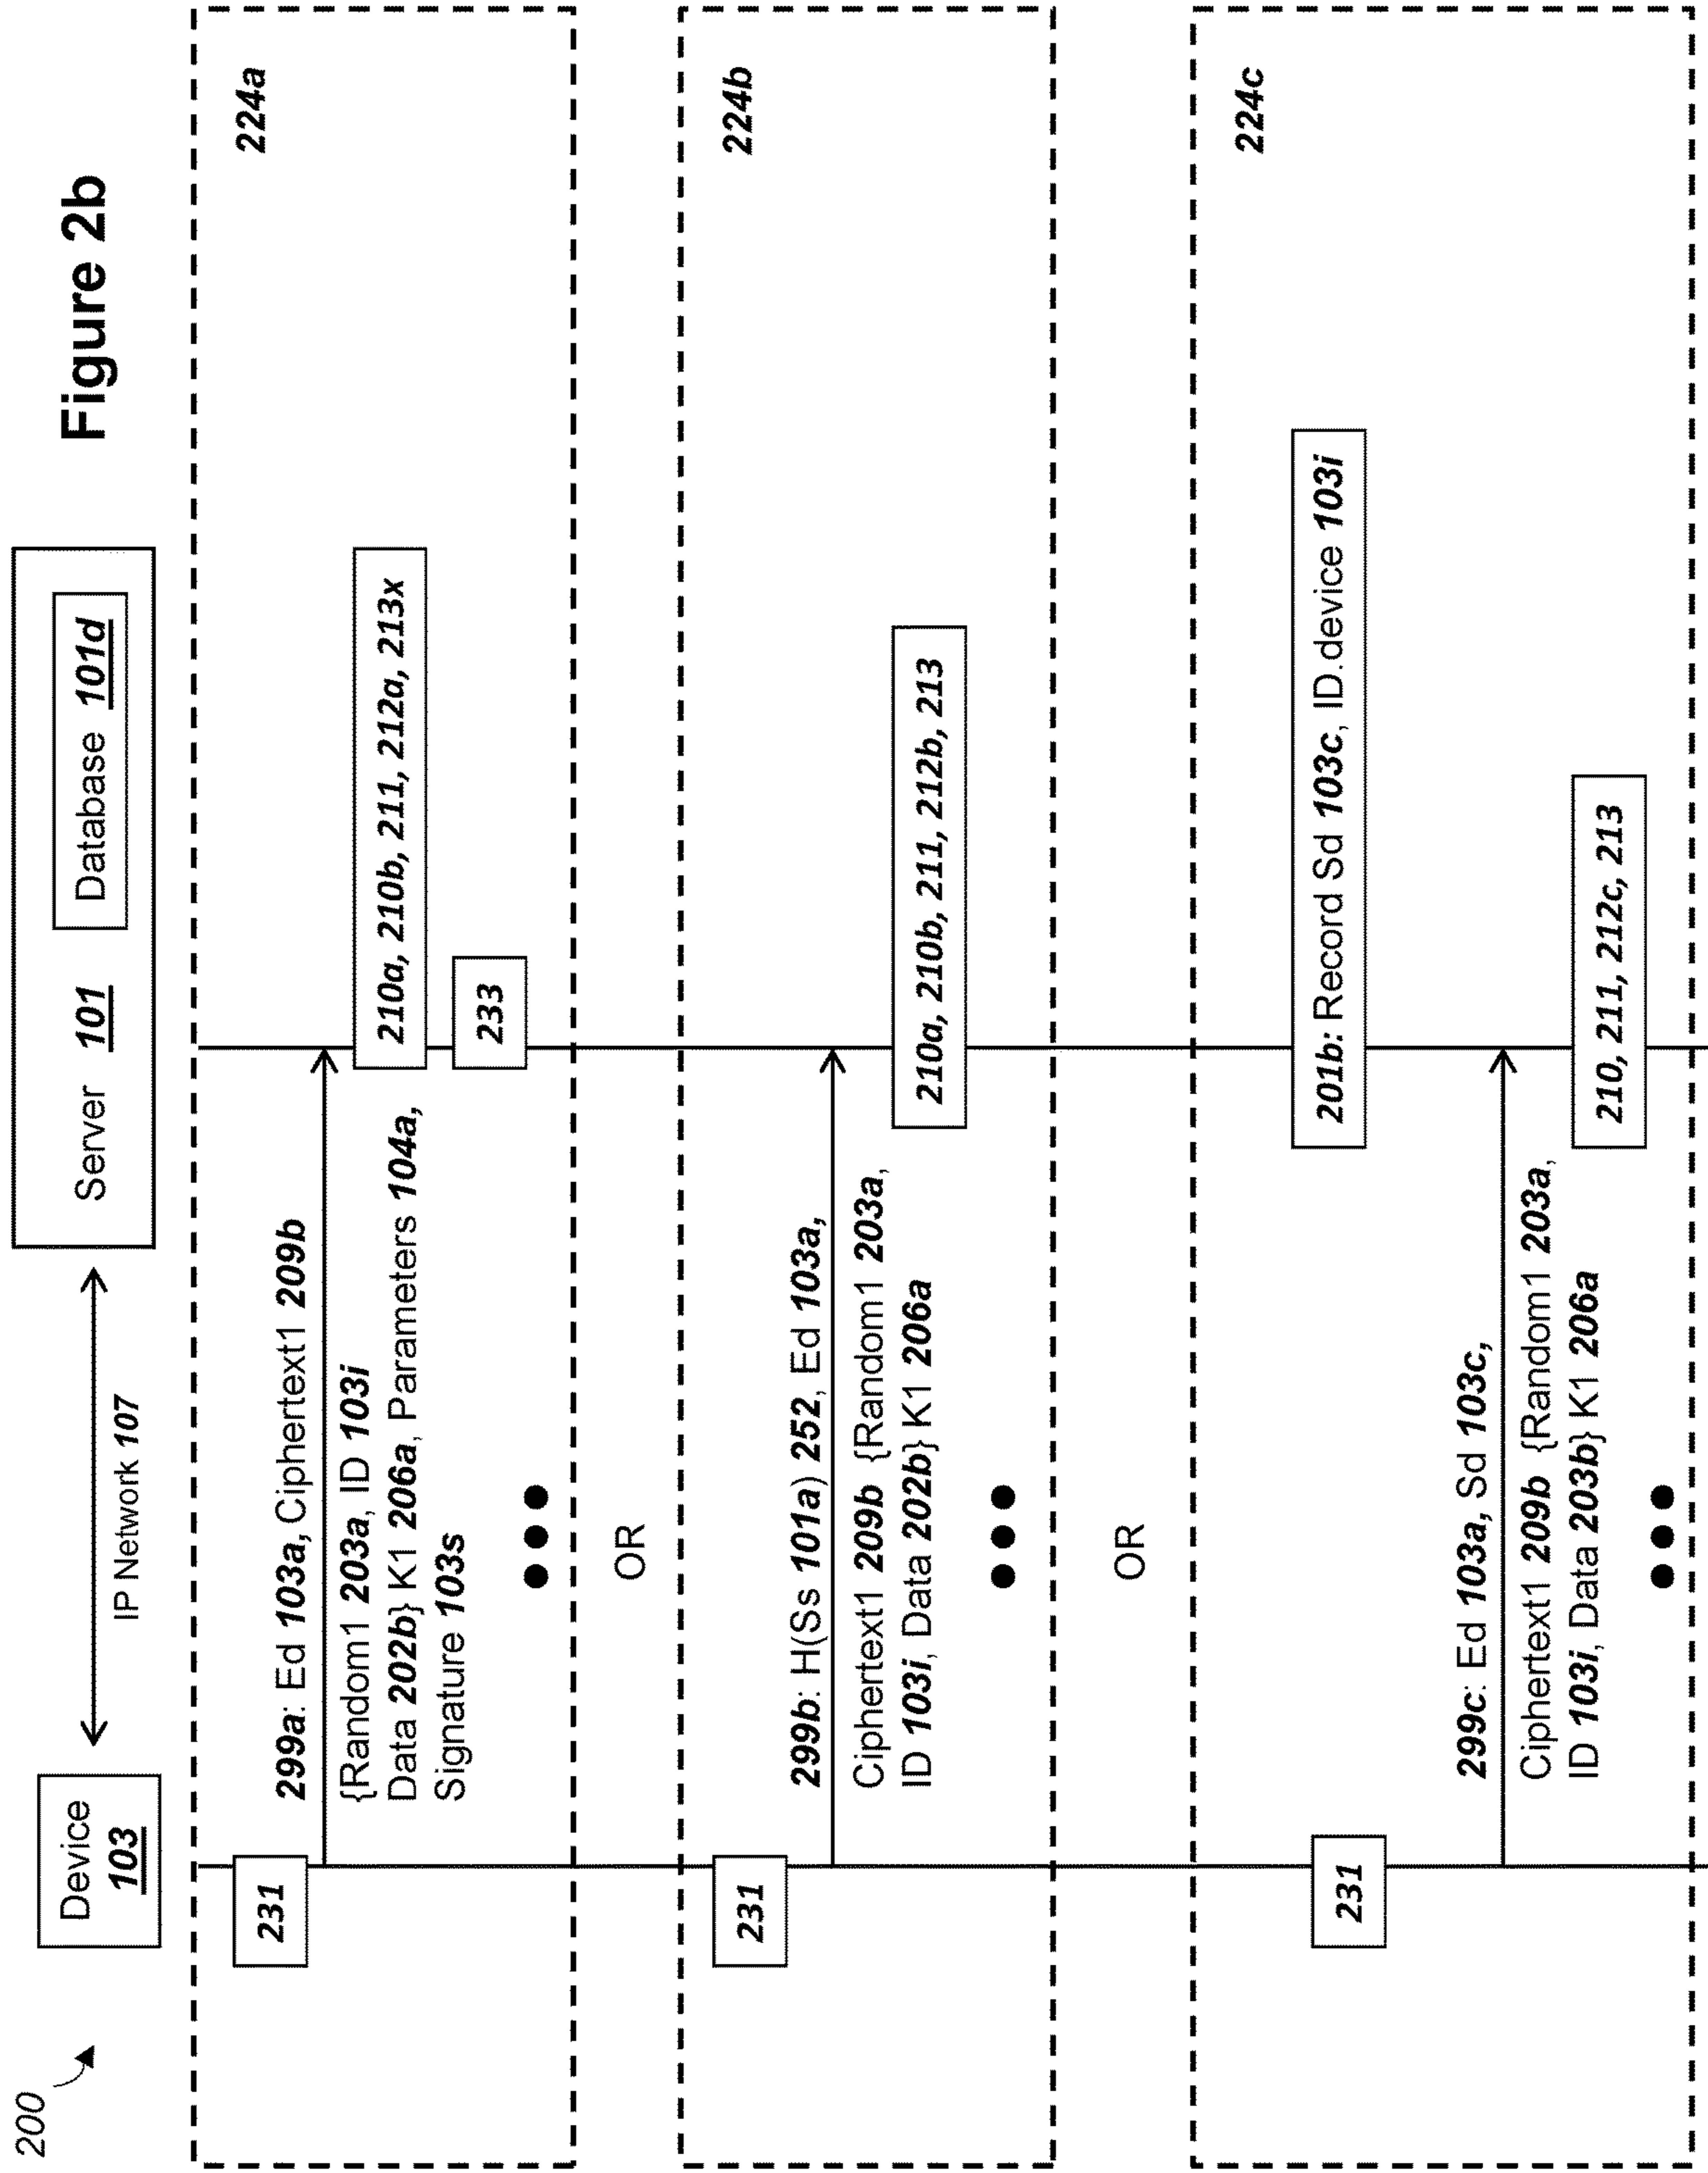 200
Figure 2b
Device
103
IP Network 107
Server 101
Database 101d
224a
231
299a: Ed 103a, Ciphertext1 209b
{Random1 203a, ID 103i
Data 202b} K1 206a, Parameters 104a,
Signature 103s
210a, 210b, 211, 212a, 213x
233
OR
224b
231
299b: H(Ss 101a) 252, Ed 103a,
Ciphertext1 209b {Random1 203a,
ID 103i, Data 202b} K1 206a
210a, 210b, 211, 212b, 213
OR
224c
201b: Record Sd 103c, ID.device 103i
231
299c: Ed 103a, Sd 103c,
Ciphertext1 209b {Random1 203a,
ID 103i, Data 203b} K1 206a
210, 211, 212c, 213